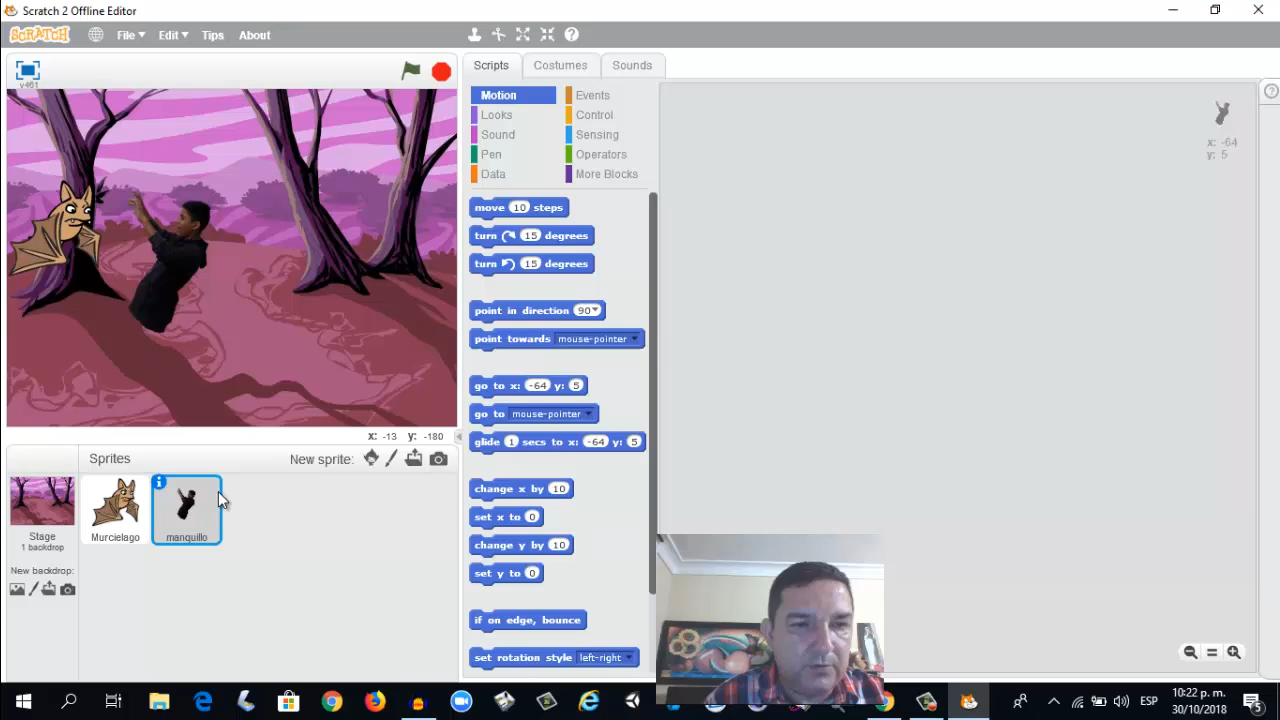 Scratch 2 Offline Editor
SCRATCH File Edit Tips About
v461
Scripts Costumes Sounds
Motion Events
Looks Control
Sound Sensing
Pen Operators
Data More Blocks
x: -64
y: 5
move 10 steps
turn 15 degrees
turn 15 degrees
point in direction 90
point towards mouse-pointer
go to x: -64 y: 5
go to mouse-pointer
glide 1 secs to x: -64 y: 5
change x by 10
set x to 0
change y by 10
set y to 0
if on edge, bounce
set rotation style left-right
x: -13 y: -180
Sprites New sprite:
Stage
1 backdrop
New backdrop:
Murcielago
manquillo
ESP
10:22 p. m.
30/10/2018
5